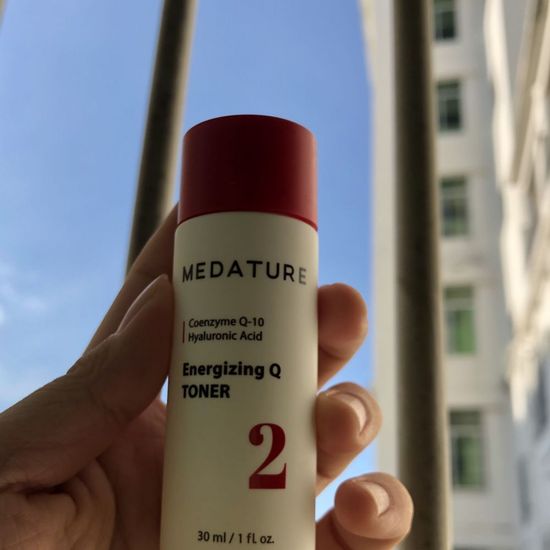 MEDATURE
Coenzyme Q-10
Hyaluronic Acid
Energizing Q
TONER
2
30 ml / 1 fl. oz.